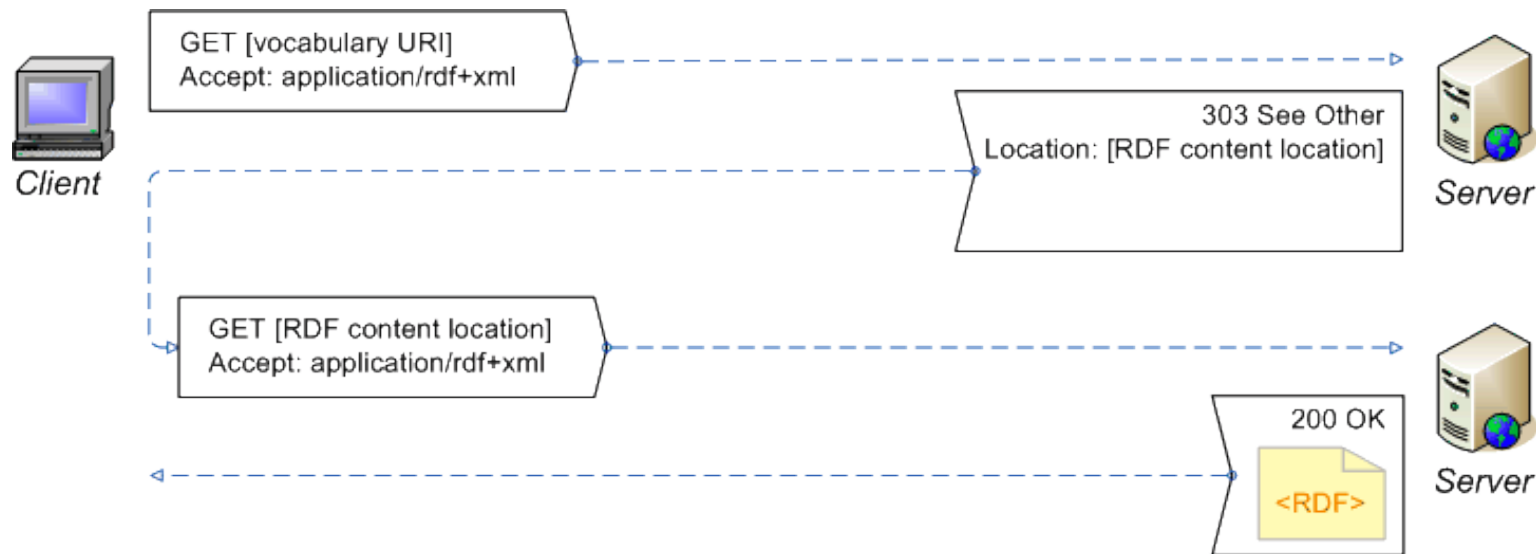 GET [vocabulary URI]
Accept: application/rdf+xml
303 See Other
Location: [RDF content location]
Client
Server
GET [RDF content location]
Accept: application/rdf+xml
200 OK
<RDF>
Server